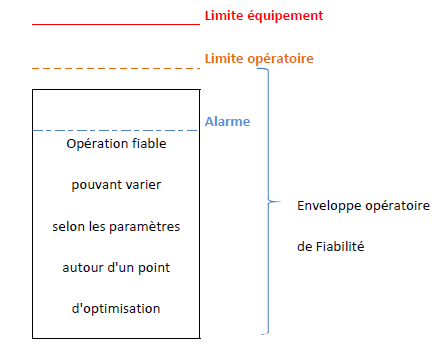 Limite équipement
Limite opératoire
Alarme
Opération fiable
pouvant varier
selon les paramètres
autour d'un point
d'optimisation
Enveloppe opératoire
de Fiabilité